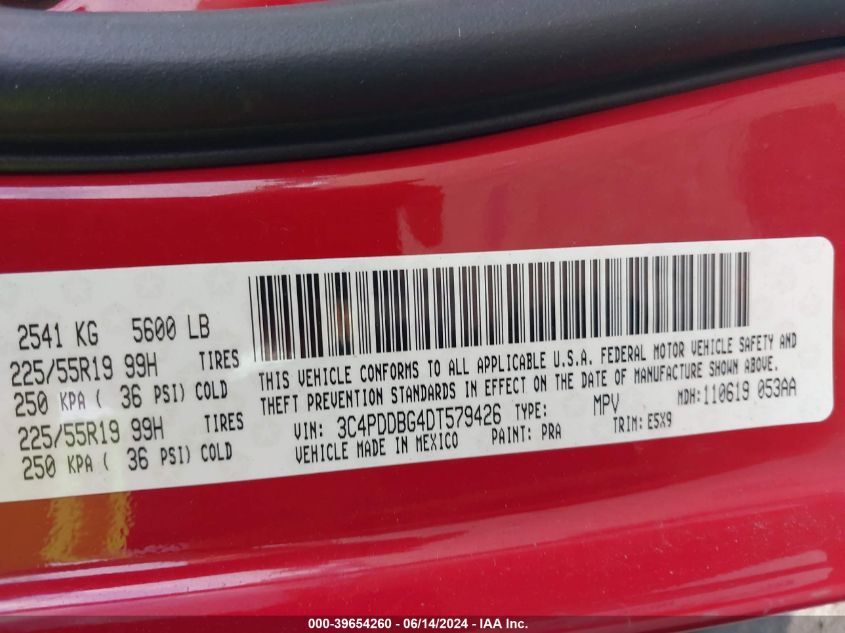 2541 KG 5600 LB
225/55R19 99H TIRES
250 KPA ( 36 PSI) COLD
225/55R19 99H TIRES
250 KPA ( 36 PSI) COLD
THIS VEHICLE CONFORMS TO ALL APPLICABLE U.S.A. FEDERAL MOTOR VEHICLE SAFETY AND
THEFT PREVENTION STANDARDS IN EFFECT ON THE DATE OF MANUFACTURE SHOWN ABOVE.
VIN: 3C4PDDBG4DT579426 TYPE: MPV MDH:110619 053AA
VEHICLE MADE IN MEXICO PAINT: PRA TRIM: E5X9
000-39654260 - 06/14/2024 - IAA Inc.